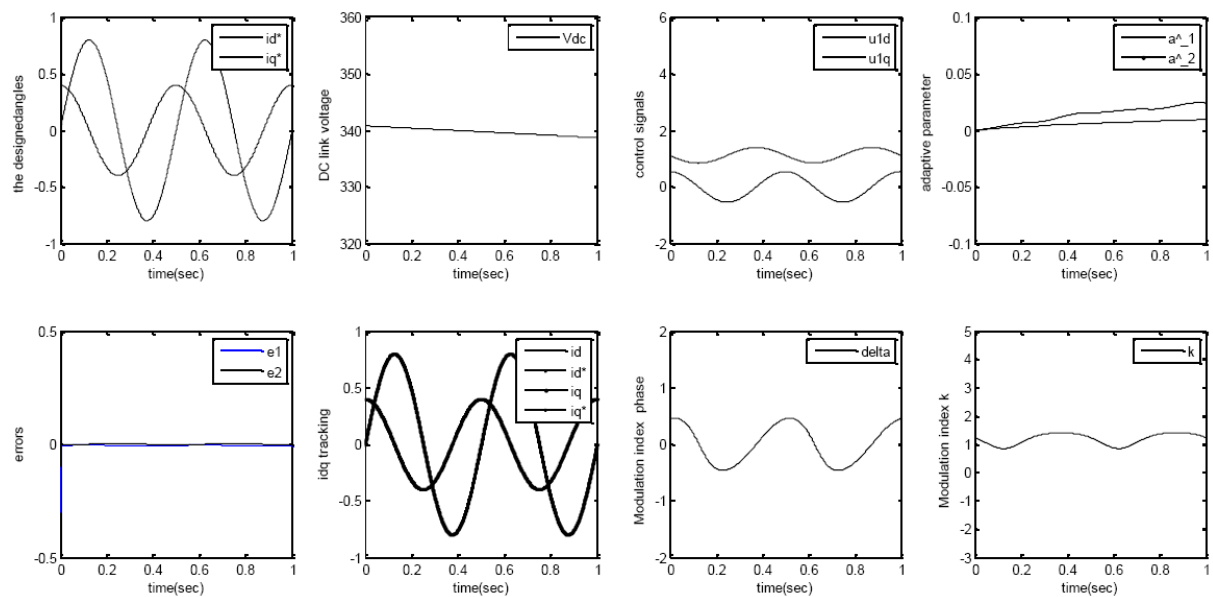 the designedangles
1
0.5
0
-0.5
-1
id*
iq*
0 0.2 0.4 0.6 0.8 1
time(sec)
DC link voltage
360
350
340
330
320
Vdc
0 0.2 0.4 0.6 0.8 1
time(sec)
control signals
6
4
2
0
-2
u1d
u1q
0 0.2 0.4 0.6 0.8 1
time(sec)
adaptive parameter
0.1
0.05
0
-0.05
-0.1
a^_1
a^_2
0 0.2 0.4 0.6 0.8 1
time(sec)
errors
0.5
0
-0.5
e1
e2
0 0.2 0.4 0.6 0.8 1
time(sec)
idq tracking
1
0.5
0
-0.5
-1
id
id*
iq
iq*
0 0.2 0.4 0.6 0.8 1
time(sec)
Modulation index phase
2
1
0
-1
-2
delta
0 0.2 0.4 0.6 0.8 1
time(sec)
Modulation index k
5
4
3
2
1
0
-1
-2
-3
k
0 0.2 0.4 0.6 0.8 1
time(sec)